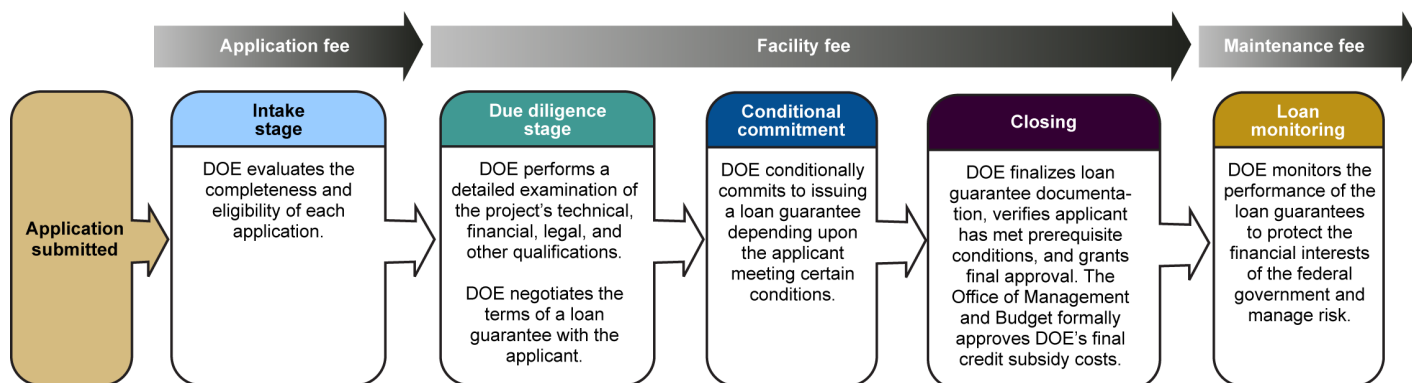 Application fee
Facility fee
Maintenance fee
Application
submitted
Intake
stage
DOE evaluates the
completeness and
eligibility of each
application.
Due diligence
stage
DOE performs a
detailed examination of
the project's technical,
financial, legal, and
other qualifications.
DOE negotiates the
terms of a loan
guarantee with the
applicant.
Conditional
commitment
DOE conditionally
commits to issuing
a loan guarantee
depending upon
the applicant
meeting certain
conditions.
Closing
DOE finalizes loan
guarantee documenta-
tion, verifies applicant
has met prerequisite
conditions, and grants
final approval. The
Office of Management
and Budget formally
approves DOE's final
credit subsidy costs.
Loan
monitoring
DOE monitors the
performance of the
loan guarantees
to protect the
financial interests
of the federal
government and
manage risk.